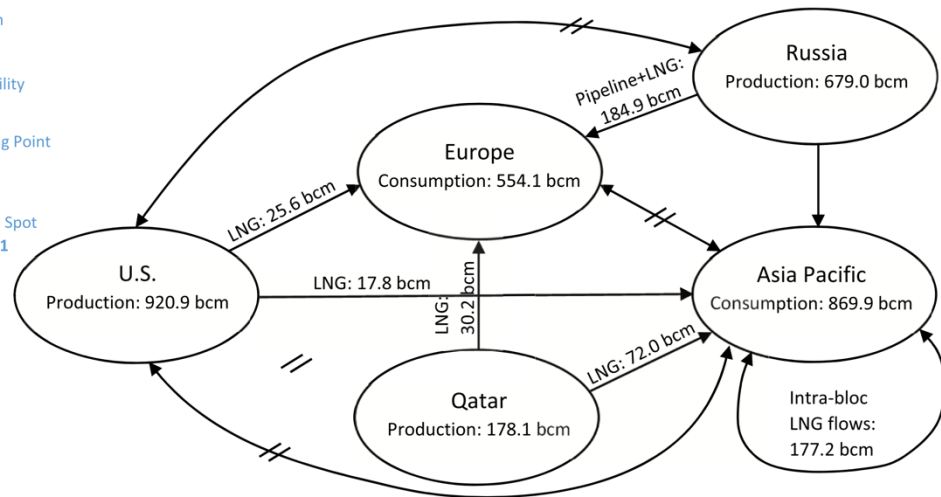 ility
g Point
Spot
1
Russia
Production: 679.0 bcm
Pipeline+LNG:
184.9 bcm
Europe
Consumption: 554.1 bcm
LNG: 25.6 bcm
U.S.
Production: 920.9 bcm
LNG: 17.8 bcm
LNG:
30.2 bcm
Asia Pacific
Consumption: 869.9 bcm
LNG: 72.0 bcm
Qatar
Production: 178.1 bcm
Intra-bloc
LNG flows:
177.2 bcm